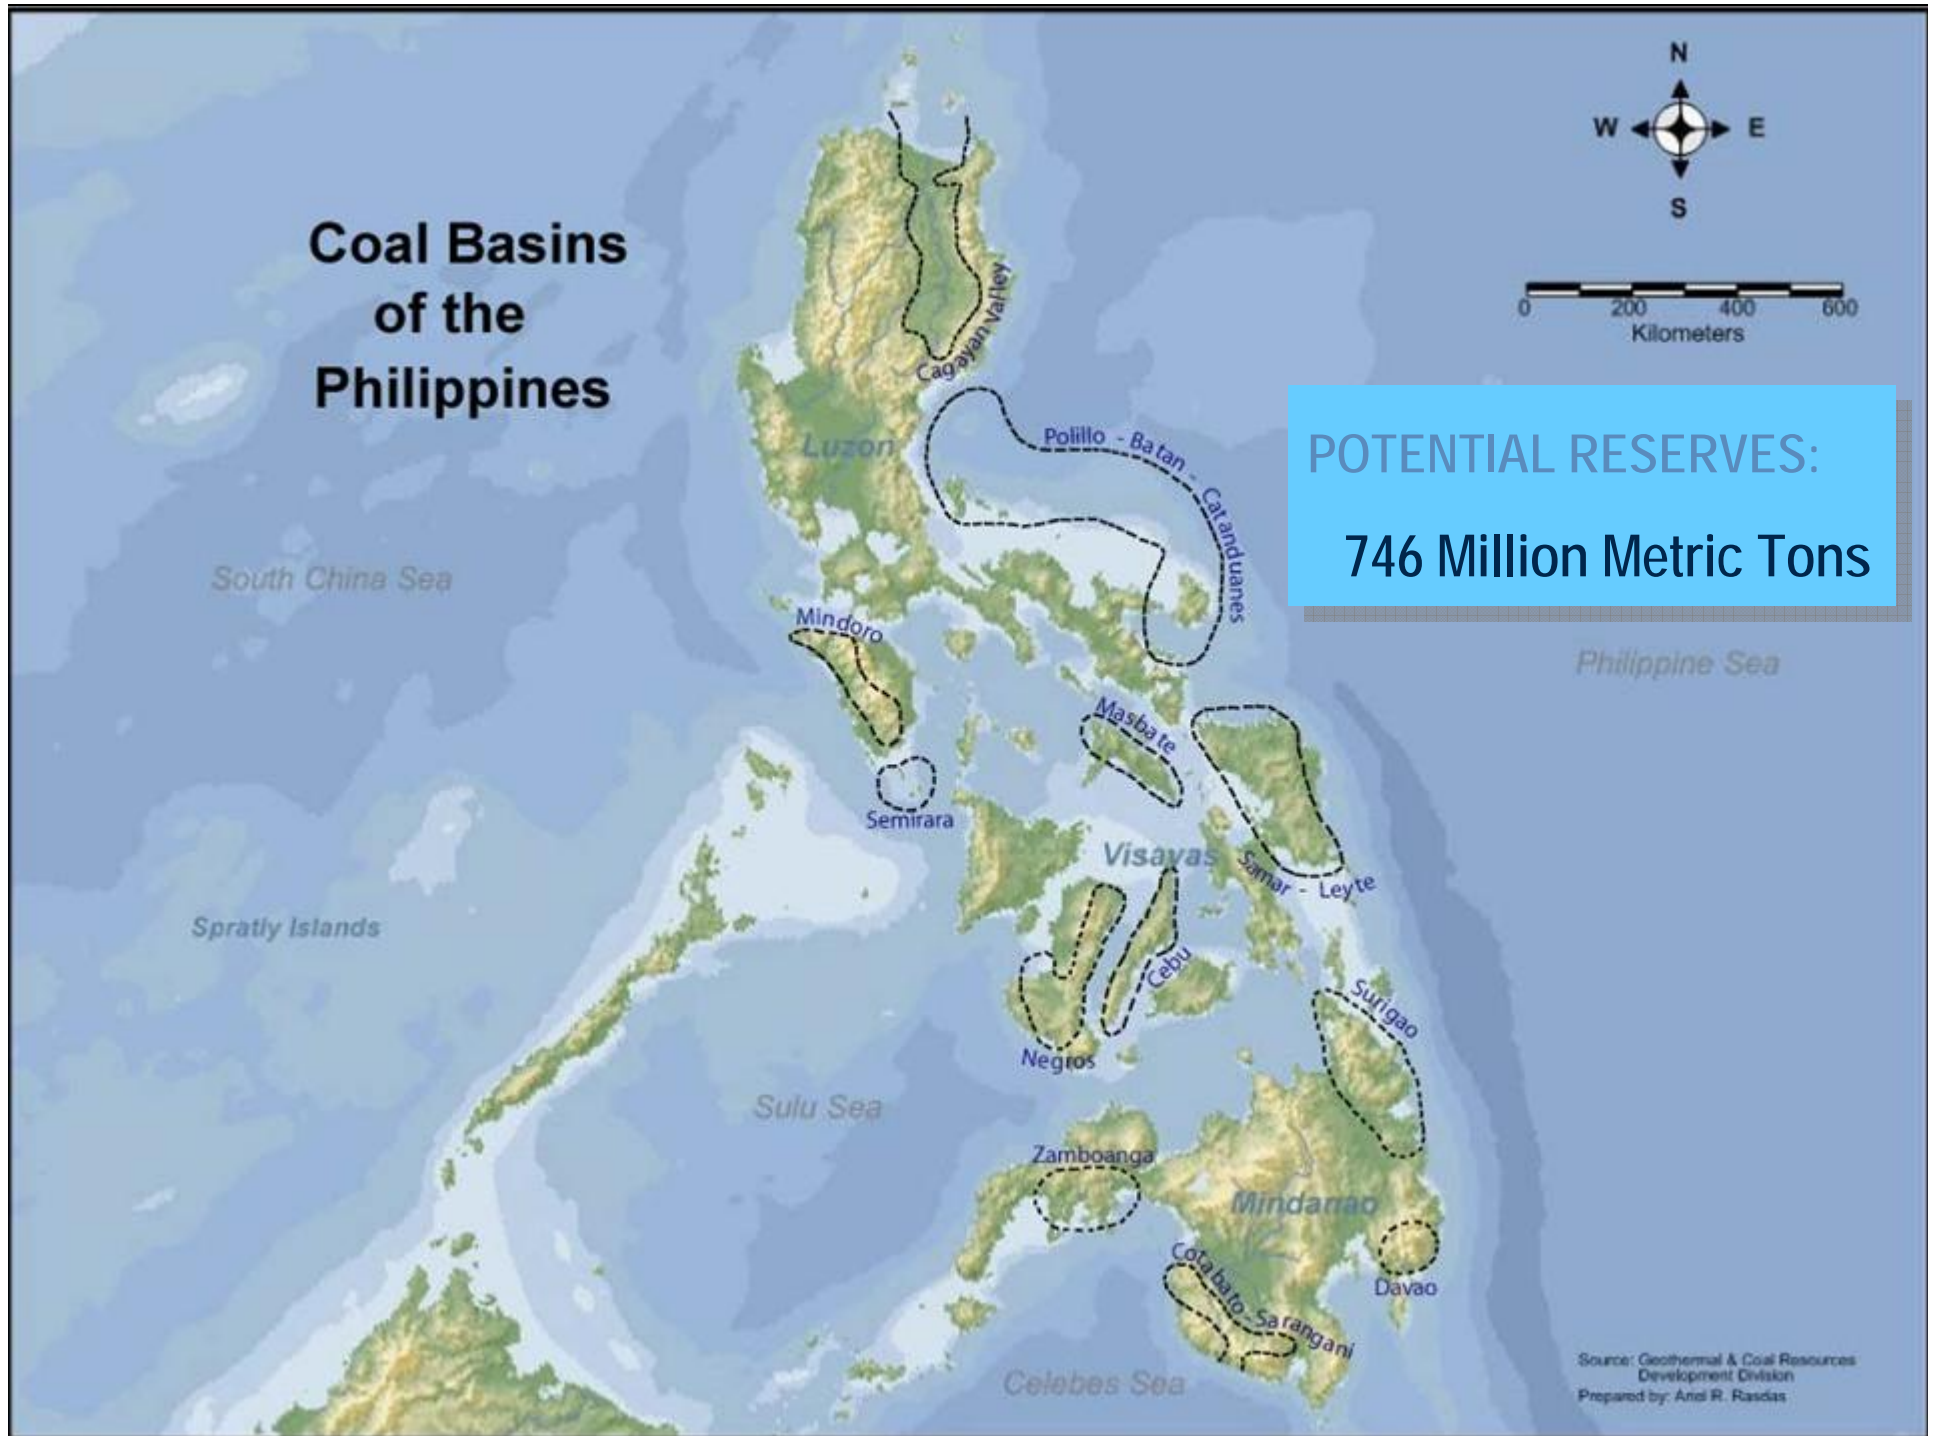 Coal Basins
of the
Philippines
N
W E
S
0 200 400 600
Kilometers
Cagayan Valley
POTENTIAL RESERVES:
746 Million Metric Tons
Luzon
Polillo - Batan - Catanduanes
South China Sea
Mindoro
Philippine Sea
Masbate
Semirara
Visayas
Samar - Leyte
Spratly Islands
Cebu
Surigao
Negros
Sulu Sea
Zamboanga
Mindanao
Cotabato - Sarangani
Davao
Celebes Sea
Source: Geothermal & Coal Resources
Development Division
Prepared by: Ariel R. Rasdas